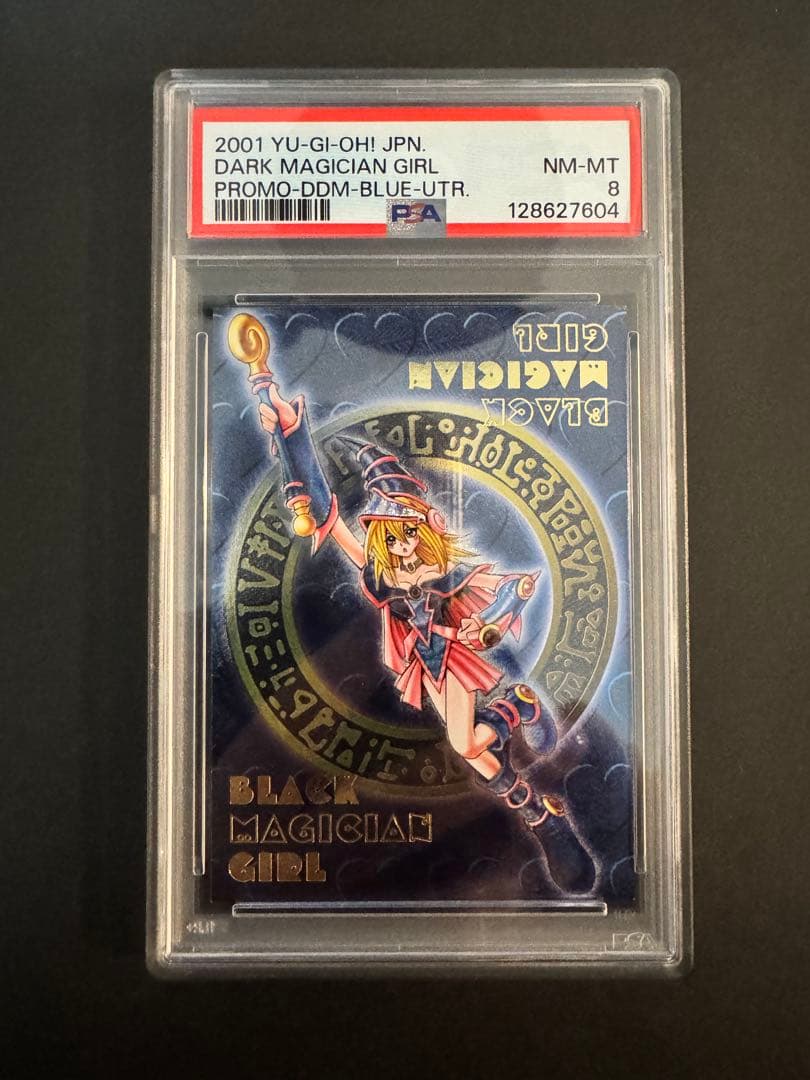 2001 YU-GI-OH! JPN.
DARK MAGICIAN GIRL NM-MT
PROMO-DDM-BLUE-UTR. 8
PSA 128627604
BLACK
MAGICIAN
GIRL
BLACK
MAGICIAN
GIRL